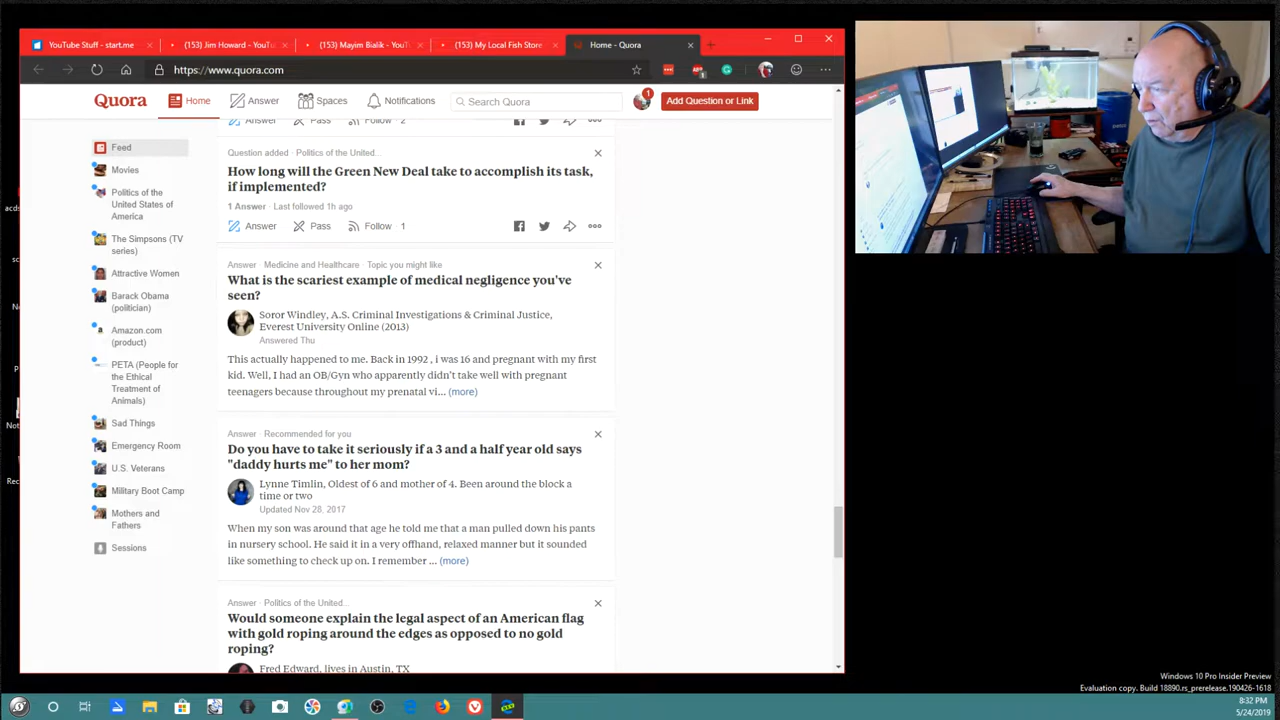 YouTube Stuff - start.me
(153) Jim Howard - YouTu
(153) Mayim Bialik - YouTu
(153) My Local Fish Store
Home - Quora
https://www.quora.com
ABP
1
Quora
Home
Answer
Spaces
Notifications
Search Quora
1
Add Question or Link
Feed
Movies
Politics of the
United States of
America
The Simpsons (TV
series)
Attractive Women
Barack Obama
(politician)
Amazon.com
(product)
PETA (People for
the Ethical
Treatment of
Animals)
Sad Things
Emergency Room
U.S. Veterans
Military Boot Camp
Mothers and
Fathers
Sessions
Answer Pass Follow 2
Question added · Politics of the United...
How long will the Green New Deal take to accomplish its task,
if implemented?
1 Answer · Last followed 1h ago
Answer Pass Follow 1
Answer · Medicine and Healthcare · Topic you might like
What is the scariest example of medical negligence you've
seen?
Soror Windley, A.S. Criminal Investigations & Criminal Justice,
Everest University Online (2013)
Answered Thu
This actually happened to me. Back in 1992 , i was 16 and pregnant with my first
kid. Well, I had an OB/Gyn who apparently didn't take well with pregnant
teenagers because throughout my prenatal vi... (more)
Answer · Recommended for you
Do you have to take it seriously if a 3 and a half year old says
"daddy hurts me" to her mom?
Lynne Timlin, Oldest of 6 and mother of 4. Been around the block a
time or two
Updated Nov 28, 2017
When my son was around that age he told me that a man pulled down his pants
in nursery school. He said it in a very offhand, relaxed manner but it sounded
like something to check up on. I remember ... (more)
Answer · Politics of the United...
Would someone explain the legal aspect of an American flag
with gold roping around the edges as opposed to no gold
roping?
Fred Edward, lives in Austin, TX
Windows 10 Pro Insider Preview
Evaluation copy. Build 18890.rs_prerelease.190426-1618
8:32 PM
5/24/2019